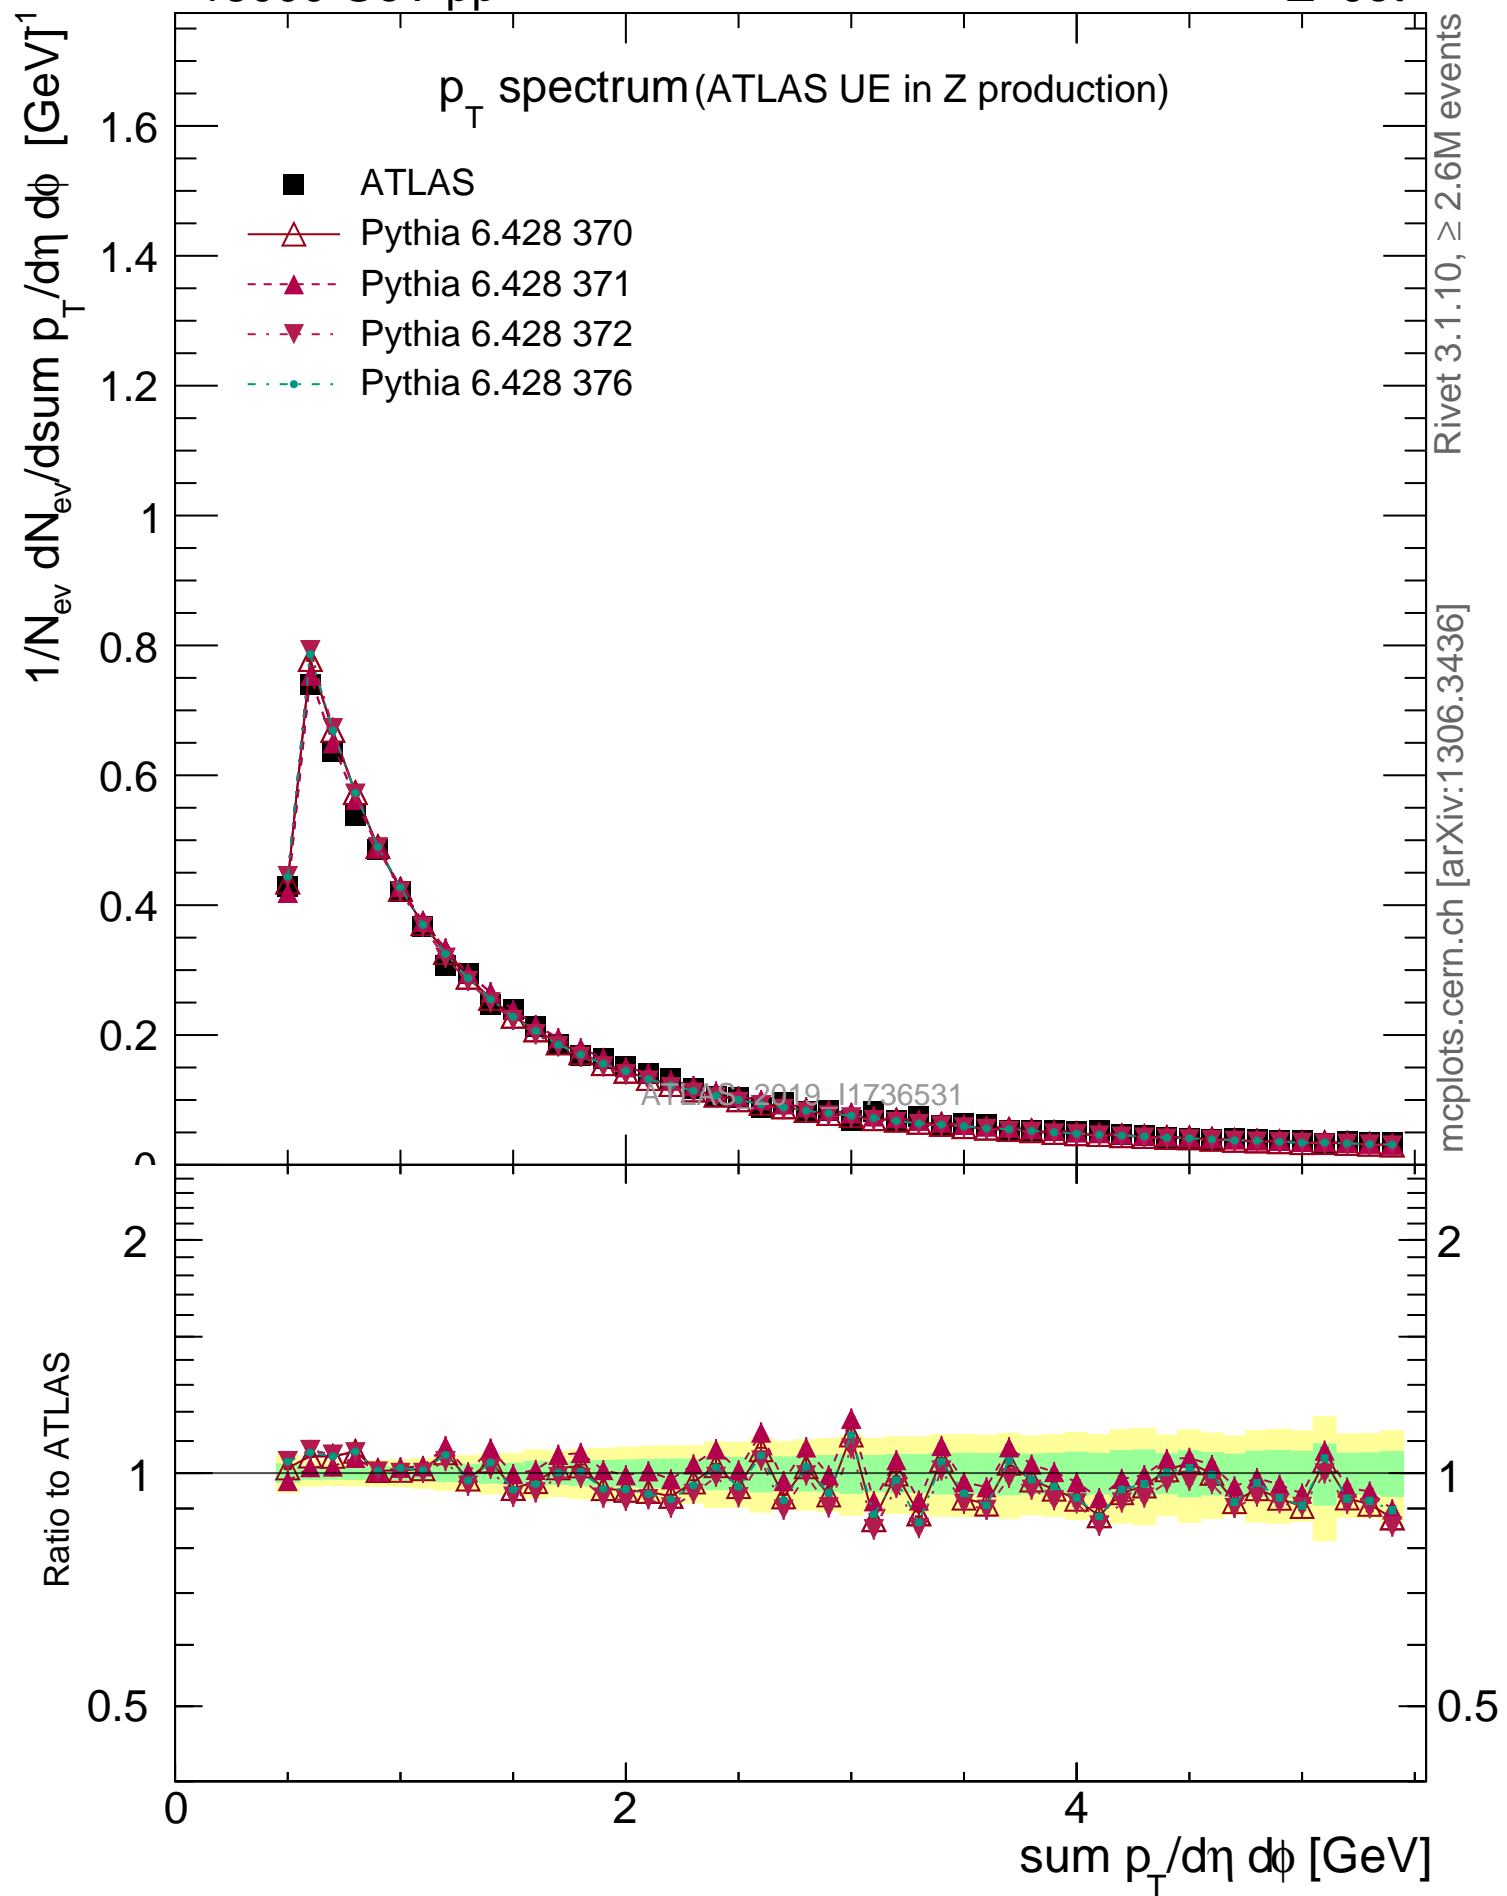 p_T spectrum (ATLAS UE in Z production)
ATLAS
Pythia 6.428 370
Pythia 6.428 371
Pythia 6.428 372
Pythia 6.428 376
1/N_ev dN_ev/dsum p_T/dη dϕ [GeV]^-1
1.6
1.4
1.2
1
0.8
0.6
0.4
0.2
0
ATLAS_2019_I1736531
Rivet 3.1.10, ≥ 2.6M events
mcplots.cern.ch [arXiv:1306.3436]
Ratio to ATLAS
2
1
0.5
2
1
0.5
0
2
4
sum p_T/dη dϕ [GeV]